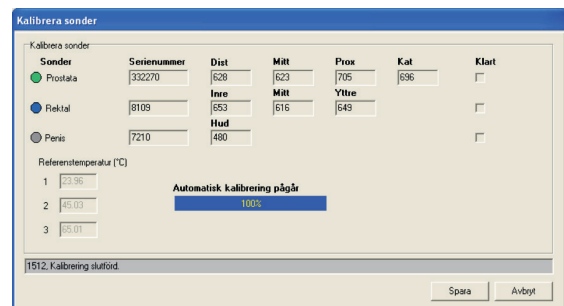 Kalibrera sonder
Kalibrera sonder
Sonder Serienummer Dist Mitt Prox Kat Klart
Prostata 332270 628 623 705 696
Inre Mitt Yttre
Rektal 8109 653 616 649
Hud
Penis 7210 480
Referenstemperatur (°C)
1 23.96
Automatisk kalibrering pågår
100%
2 45.03
3 65.01
1512, Kalibrering slutförd.
Spara Avbryt